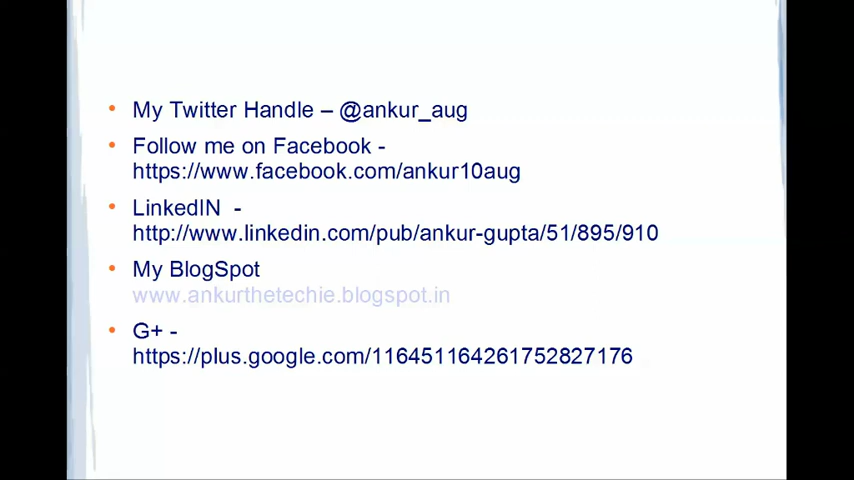 My Twitter Handle – @ankur_aug
Follow me on Facebook -
https://www.facebook.com/ankur10aug
LinkedIN -
http://www.linkedin.com/pub/ankur-gupta/51/895/910
My BlogSpot
www.ankurthetechie.blogspot.in
G+ -
https://plus.google.com/116451164261752827176